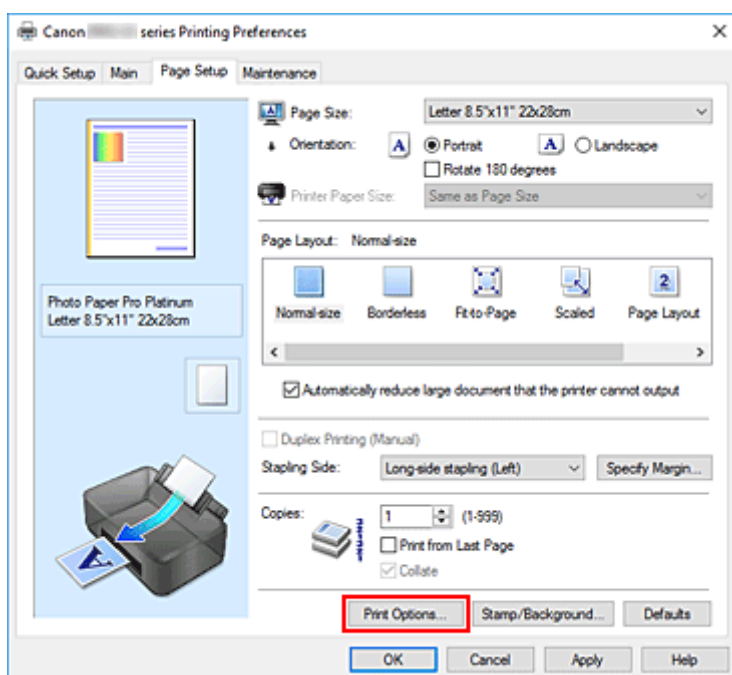 Canon series Printing Preferences
Quick Setup Main Page Setup Maintenance
Page Size: Letter 8.5"x11" 22x28cm
Orientation: A Portrait A Landscape
Rotate 180 degrees
Printer Paper Size: Same as Page Size
Page Layout: Normal-size
Normal-size Borderless Fit-to-Page Scaled 2 Page Layout
Photo Paper Pro Platinum
Letter 8.5"x11" 22x28cm
Automatically reduce large document that the printer cannot output
Duplex Printing (Manual)
Stapling Side: Long-side stapling (Left) Specify Margin...
Copies: 1 (1-999)
Print from Last Page
Collate
A
Print Options... Stamp/Background... Defaults
OK Cancel Apply Help